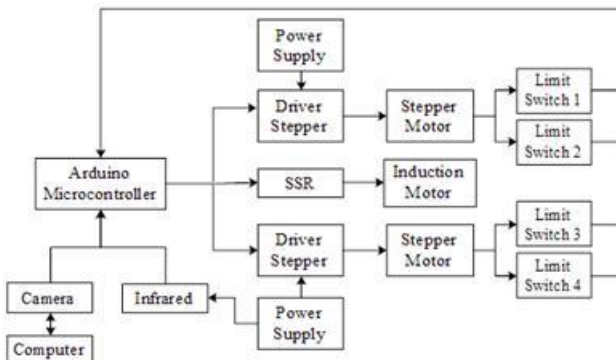 Power
Supply
Driver
Stepper
Stepper
Motor
Limit
Switch 1
Limit
Switch 2
Arduino
Microcontroller
SSR
Induction
Motor
Driver
Stepper
Stepper
Motor
Limit
Switch 3
Limit
Switch 4
Camera
Infrared
Power
Supply
Computer